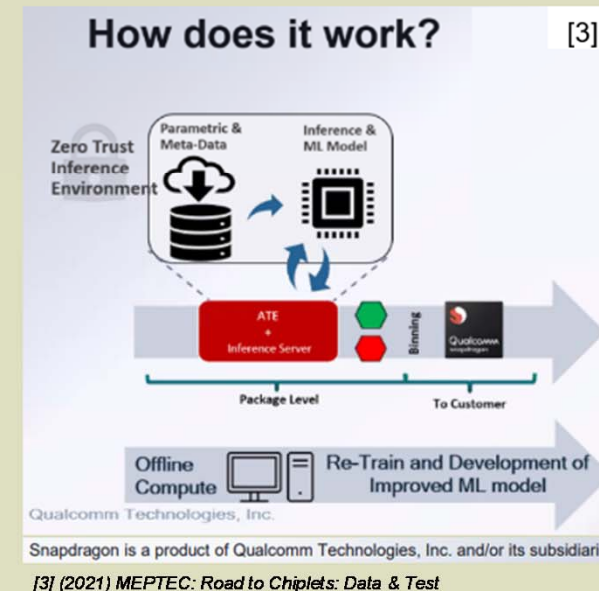 How does it work?
[3]
Parametric &
Meta-Data
Inference &
ML Model
Zero Trust
Inference
Environment
ATE
+
Inference Server
Binning
Qualcomm
snapdragon
Package Level
To Customer
Offline
Compute
Re-Train and Development of
Improved ML model
Qualcomm Technologies, Inc.
Snapdragon is a product of Qualcomm Technologies, Inc. and/or its subsidiari
[3] (2021) MEPTEC: Road to Chiplets: Data & Test